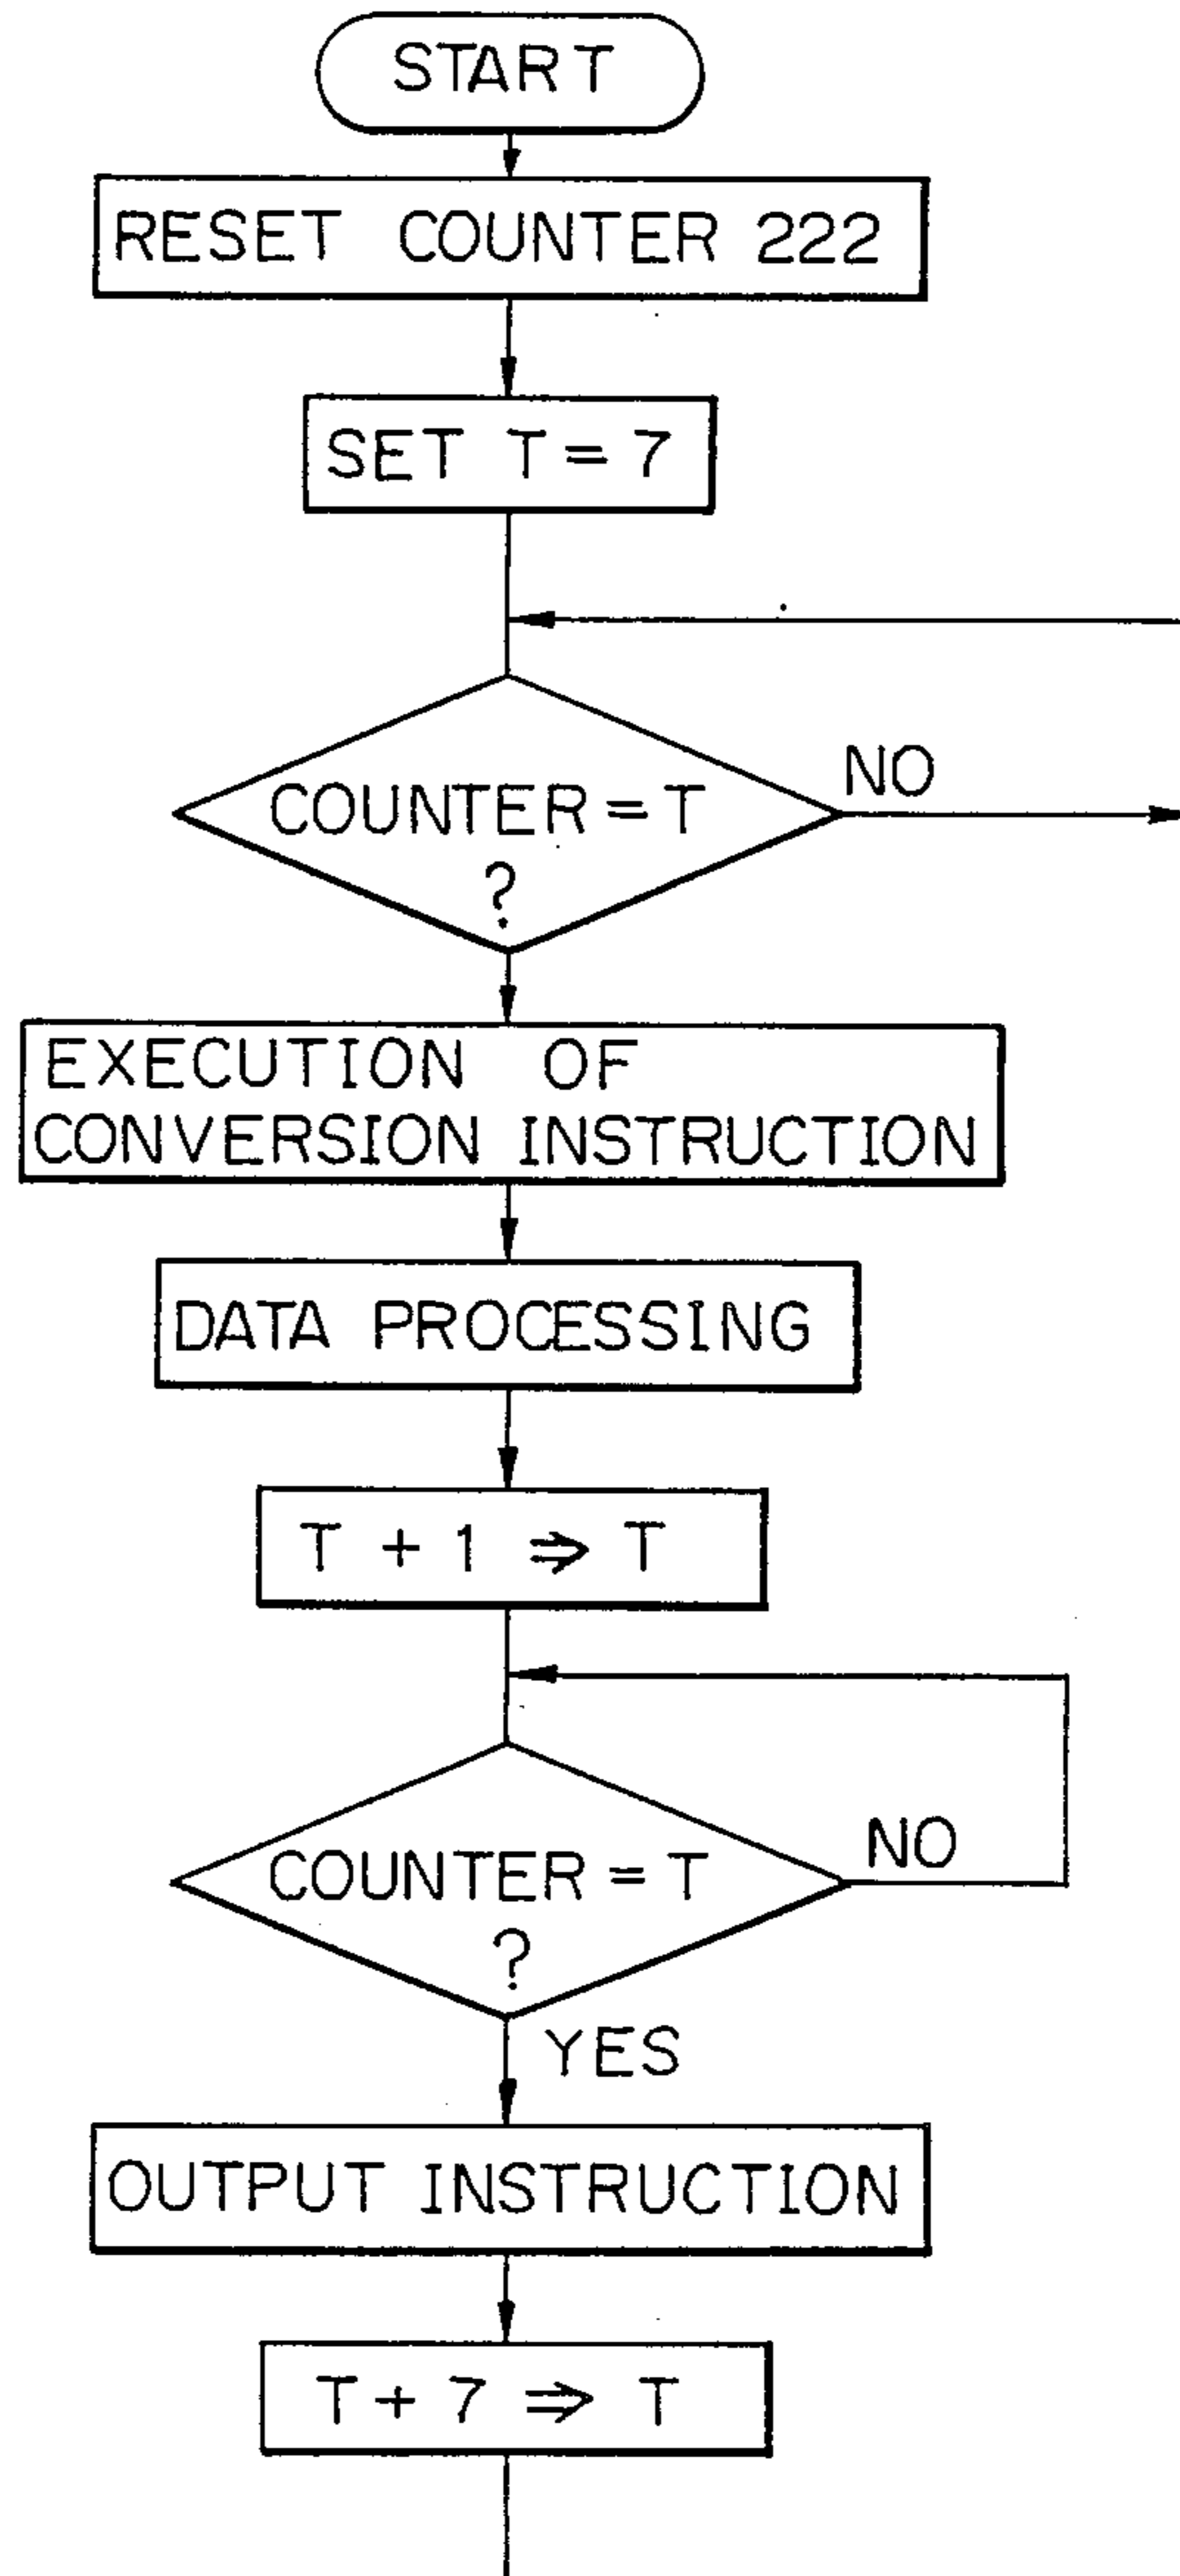 START
RESET COUNTER 222
SET T = 7
COUNTER = T
?
NO
EXECUTION OF
CONVERSION INSTRUCTION
DATA PROCESSING
T + 1 ⇒ T
COUNTER = T
?
NO
YES
OUTPUT INSTRUCTION
T + 7 ⇒ T